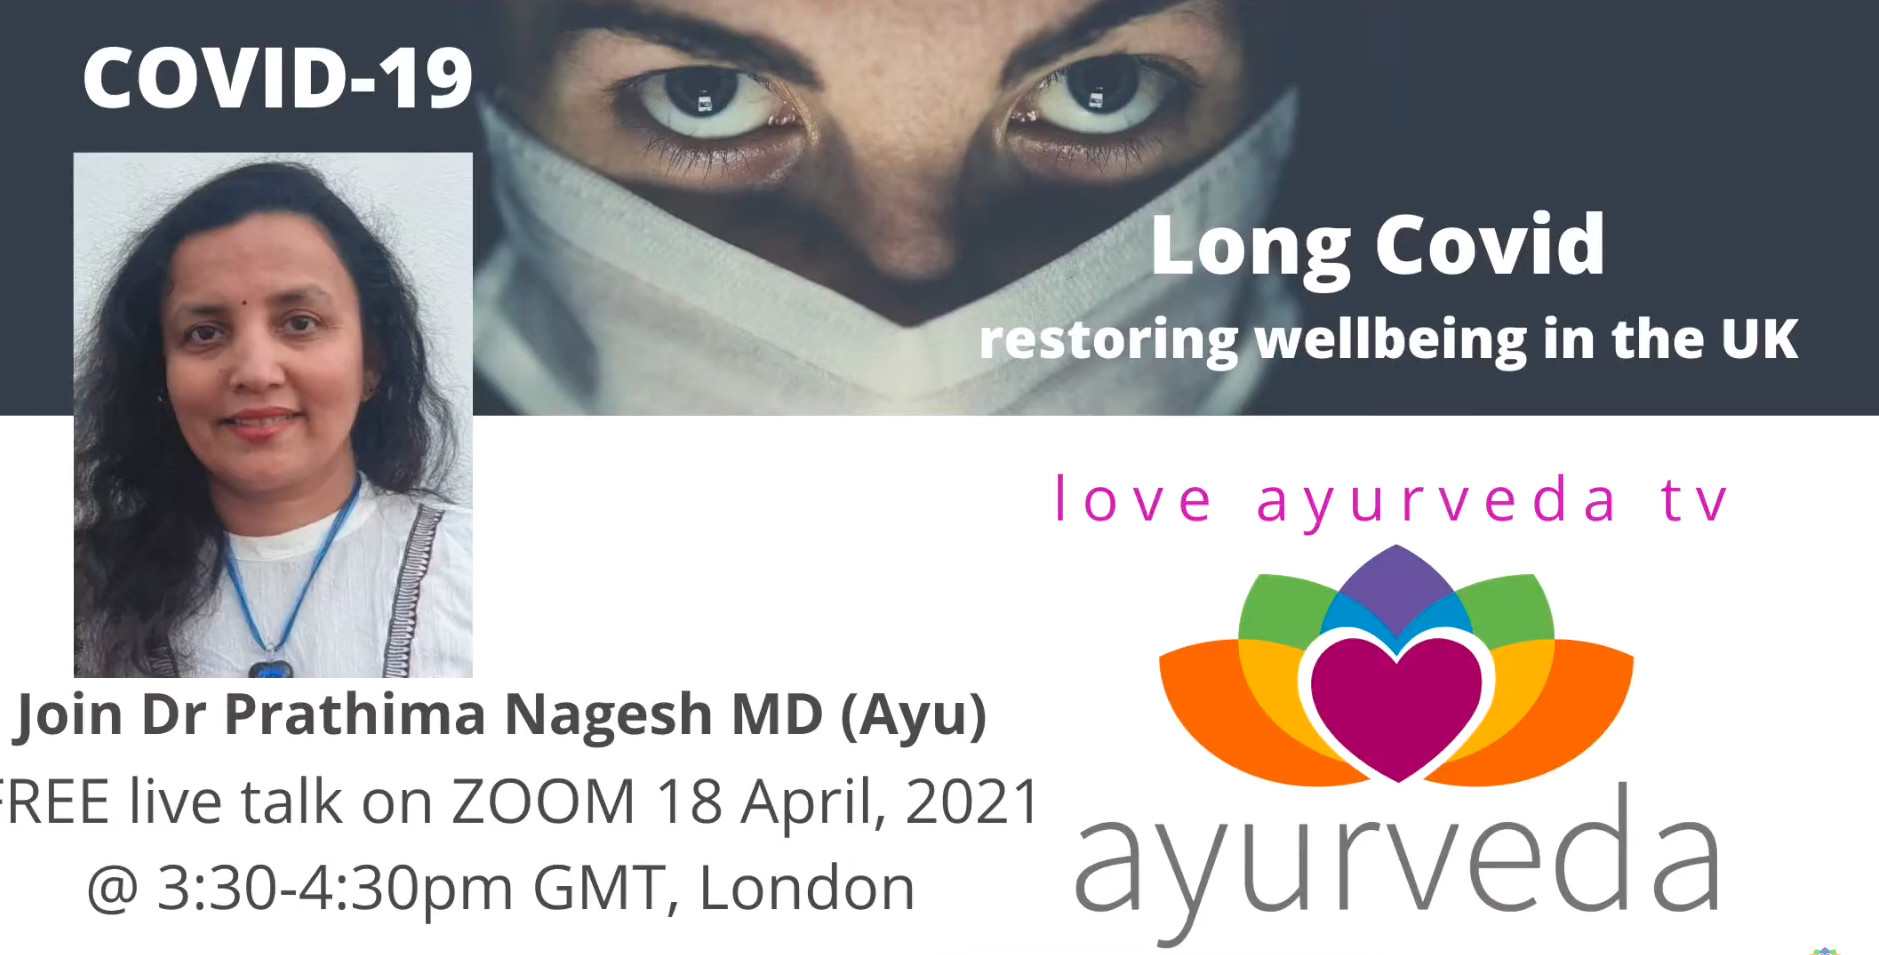 COVID-19
Long Covid
restoring wellbeing in the UK
love ayurveda tv
ayurveda
Join Dr Prathima Nagesh MD (Ayu)
FREE live talk on ZOOM 18 April, 2021
@ 3:30-4:30pm GMT, London